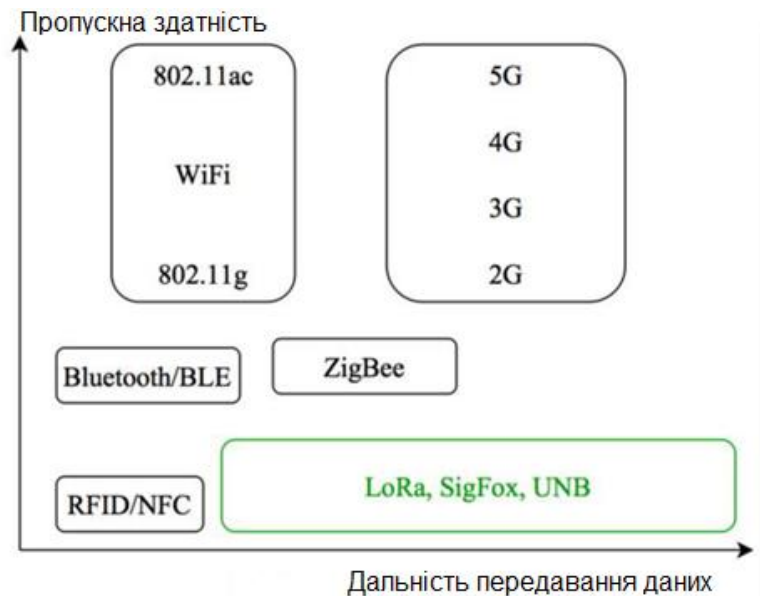 Пропускна здатність
802.11ac
WiFi
802.11g
5G
4G
3G
2G
Bluetooth/BLE
ZigBee
RFID/NFC
LoRa, SigFox, UNB
Дальність передавання даних